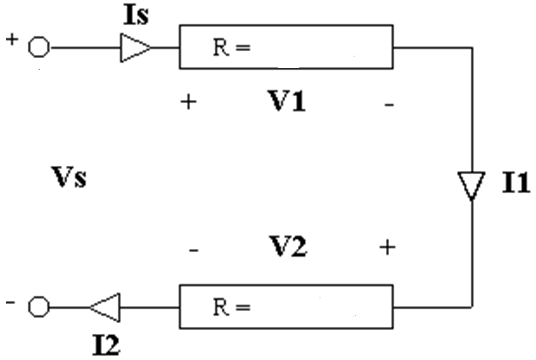 Is
+ R =
+ V1 -
Vs I1
- V2 +
- R =
I2